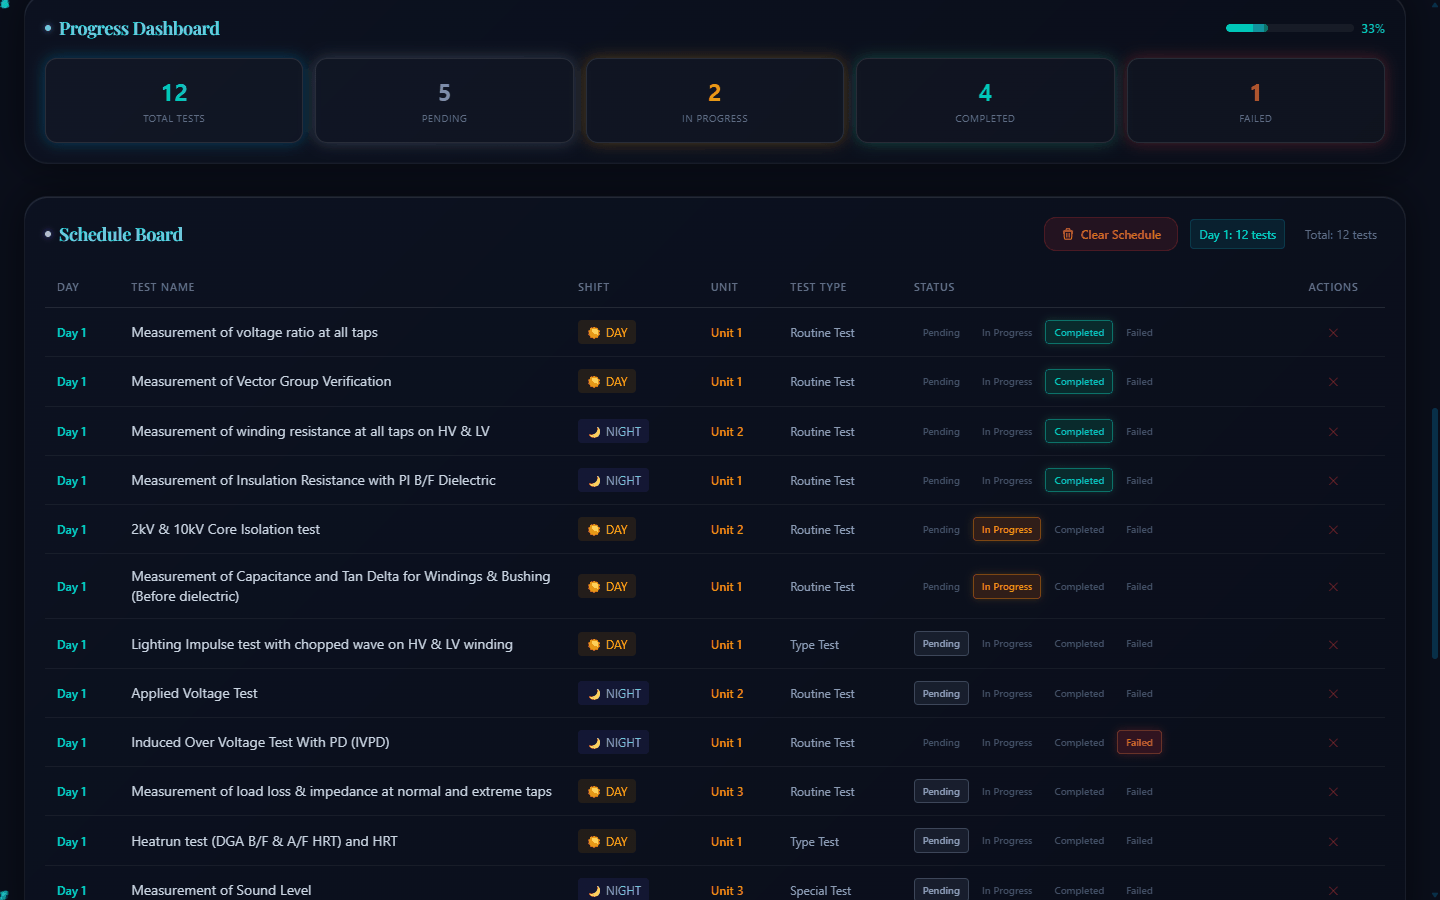 Progress Dashboard
33%
12
TOTAL TESTS
5
PENDING
2
IN PROGRESS
4
COMPLETED
1
FAILED
Schedule Board
Clear Schedule
Day 1: 12 tests
Total: 12 tests
DAY TEST NAME SHIFT UNIT TEST TYPE STATUS ACTIONS
Day 1 Measurement of voltage ratio at all taps DAY Unit 1 Routine Test Pending In Progress Completed Failed
Day 1 Measurement of Vector Group Verification DAY Unit 1 Routine Test Pending In Progress Completed Failed
Day 1 Measurement of winding resistance at all taps on HV & LV NIGHT Unit 2 Routine Test Pending In Progress Completed Failed
Day 1 Measurement of Insulation Resistance with PI B/F Dielectric NIGHT Unit 1 Routine Test Pending In Progress Completed Failed
Day 1 2kV & 10kV Core Isolation test DAY Unit 2 Routine Test Pending In Progress Completed Failed
Day 1 Measurement of Capacitance and Tan Delta for Windings & Bushing
(Before dielectric) DAY Unit 1 Routine Test Pending In Progress Completed Failed
Day 1 Lighting Impulse test with chopped wave on HV & LV winding DAY Unit 1 Type Test Pending In Progress Completed Failed
Day 1 Applied Voltage Test NIGHT Unit 2 Routine Test Pending In Progress Completed Failed
Day 1 Induced Over Voltage Test With PD (IVPD) NIGHT Unit 1 Routine Test Pending In Progress Completed Failed
Day 1 Measurement of load loss & impedance at normal and extreme taps DAY Unit 3 Routine Test Pending In Progress Completed Failed
Day 1 Heatrun test (DGA B/F & A/F HRT) and HRT DAY Unit 1 Type Test Pending In Progress Completed Failed
Day 1 Measurement of Sound Level NIGHT Unit 3 Special Test Pending In Progress Completed Failed